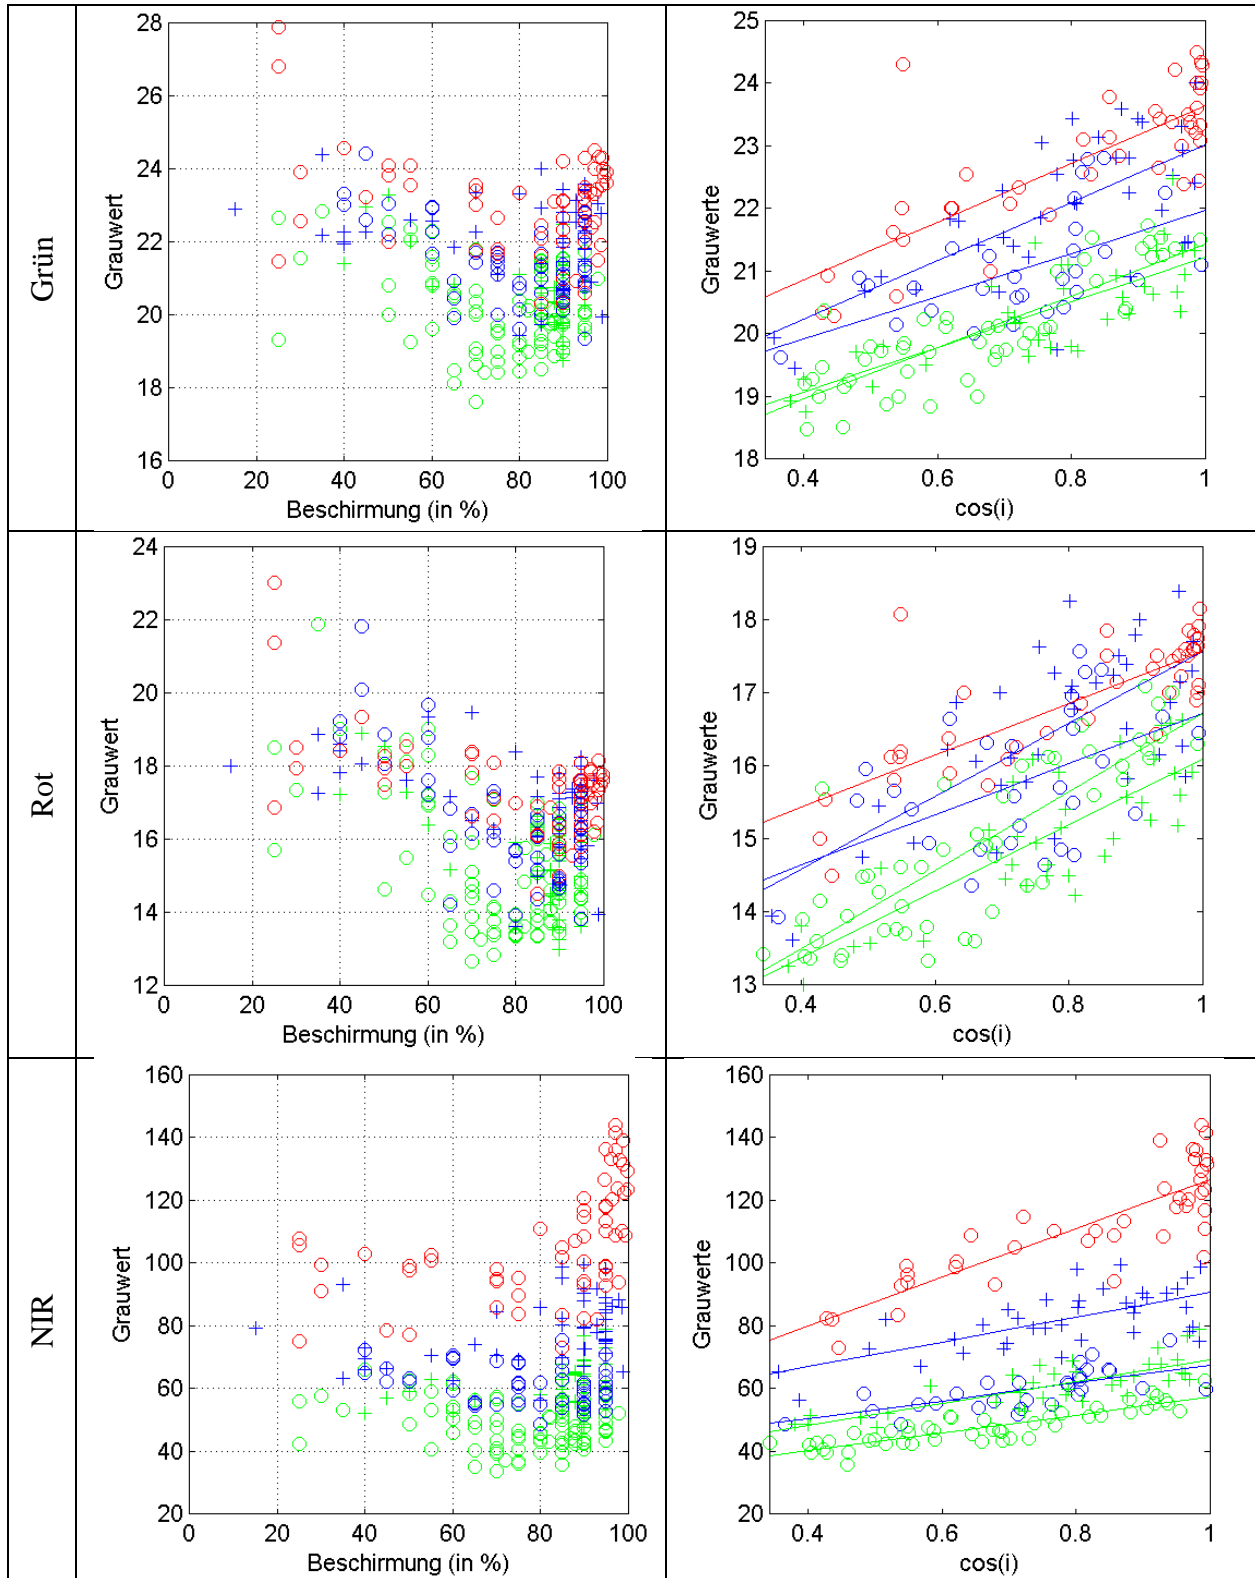 Grün
28
26
24
22
20
18
16
Grauwert
0 20 40 60 80 100
Beschirmung (in %)
25
24
23
22
21
20
19
18
Grauwerte
0.4 0.6 0.8 1
cos(i)
Rot
24
22
20
18
16
14
12
Grauwert
0 20 40 60 80 100
Beschirmung (in %)
19
18
17
16
15
14
13
Grauwerte
0.4 0.6 0.8 1
cos(i)
NIR
160
140
120
100
80
60
40
20
Grauwert
0 20 40 60 80 100
Beschirmung (in %)
160
140
120
100
80
60
40
20
Grauwerte
0.4 0.6 0.8 1
cos(i)